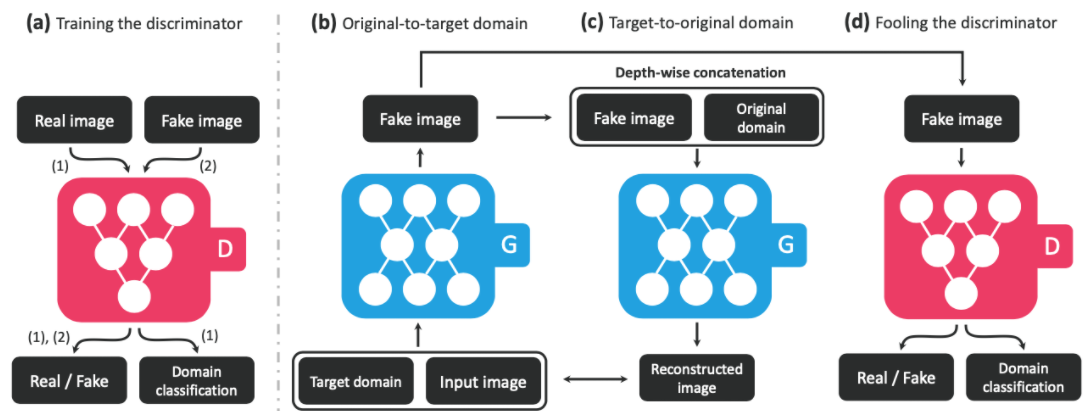 (a) Training the discriminator
(b) Original-to-target domain
(c) Target-to-original domain
(d) Fooling the discriminator
Depth-wise concatenation
Real image
Fake image
(1)
(2)
D
(1), (2)
(1)
Real / Fake
Domain
classification
Fake image
G
Target domain
Input image
Fake image
Original
domain
G
Reconstructed
image
Fake image
D
Real / Fake
Domain
classification